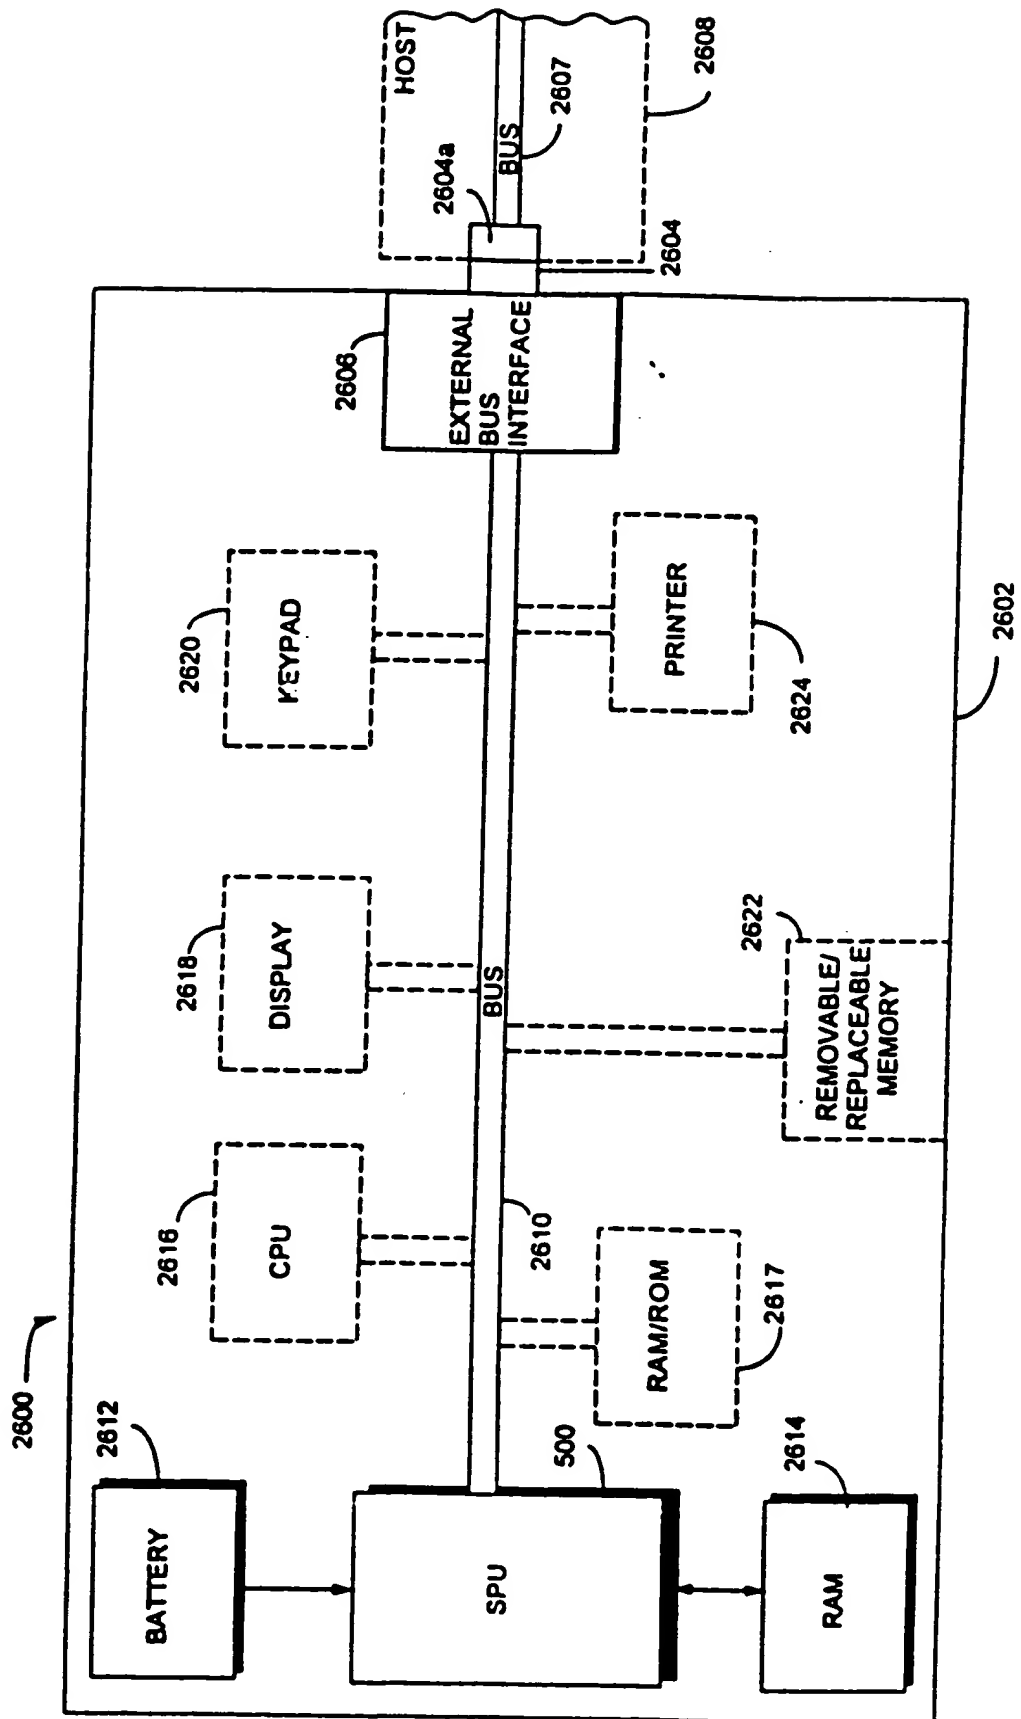 2600
BATTERY
2612
SPU
500
RAM
2614
CPU
2616
RAM/ROM
2617
2610
BUS
DISPLAY
2618
REMOVABLE/
REPLACEABLE
MEMORY
2622
KEYPAD
2620
PRINTER
2624
2602
EXTERNAL
BUS
INTERFACE
2606
2604
2604a
HOST
BUS
2607
2608